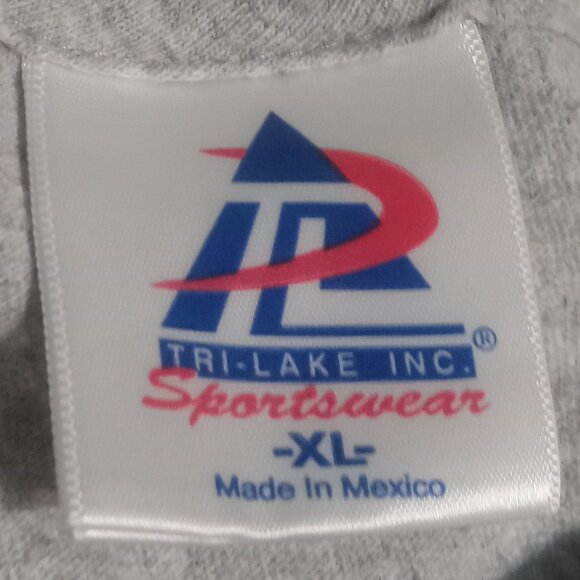 TRI-LAKE INC.®
Sportswear
-XL-
Made In Mexico